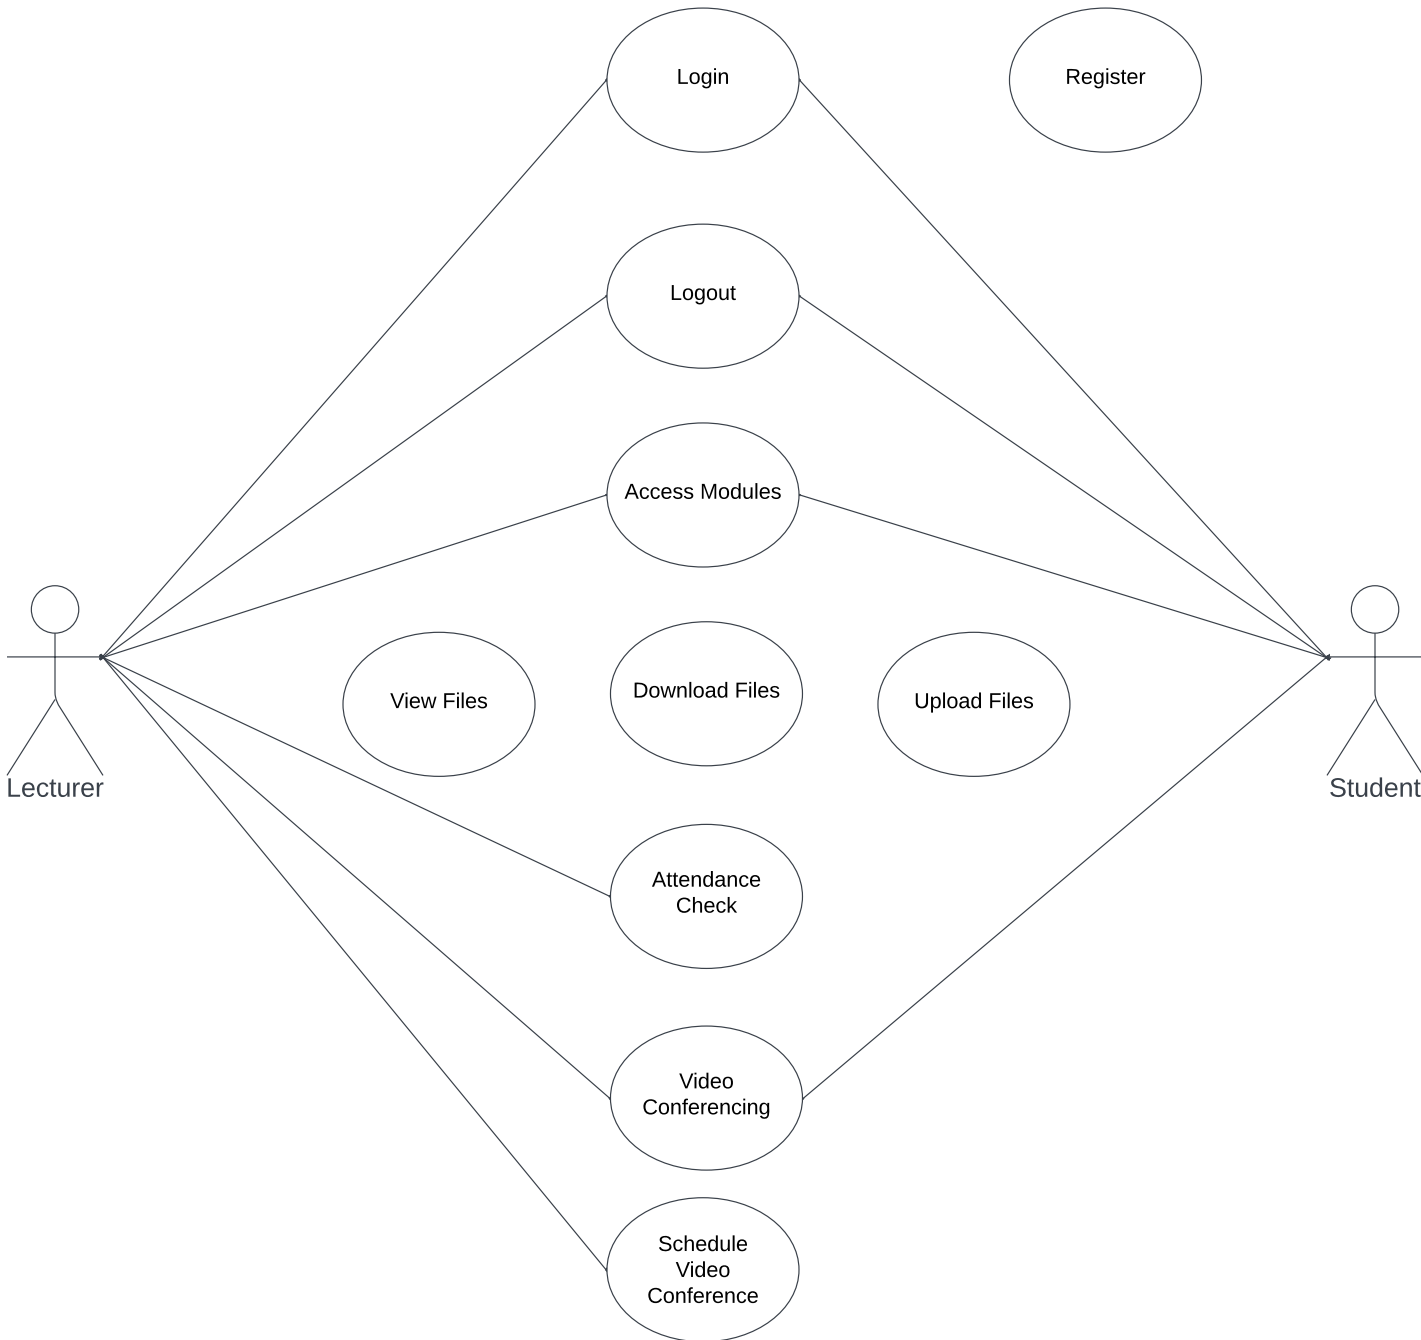 Login
Register
Logout
Access Modules
View Files
Download Files
Upload Files
Lecturer
Student
Attendance
Check
Video
Conferencing
Schedule
Video
Conference